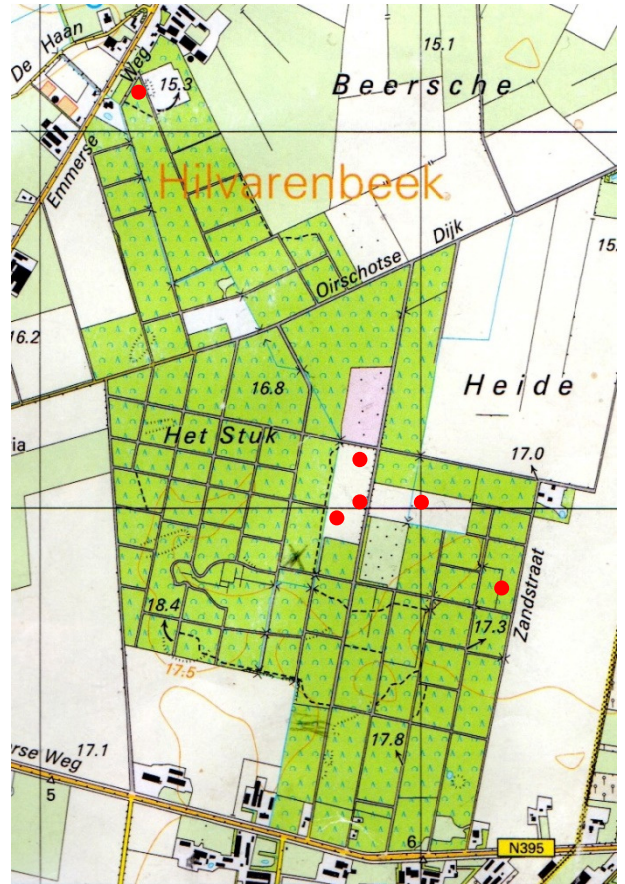 De Haan
Weg
15.3
15.1
Beersche
Emmerse
Hilvarenbeek
Oirschotse Dijk
15.
16.2
16.8
Heide
Het Stuk
ia
17.0
Zandstraat
18.4
17.3
17.5
17.1
17.8
rse Weg
5
6
N395